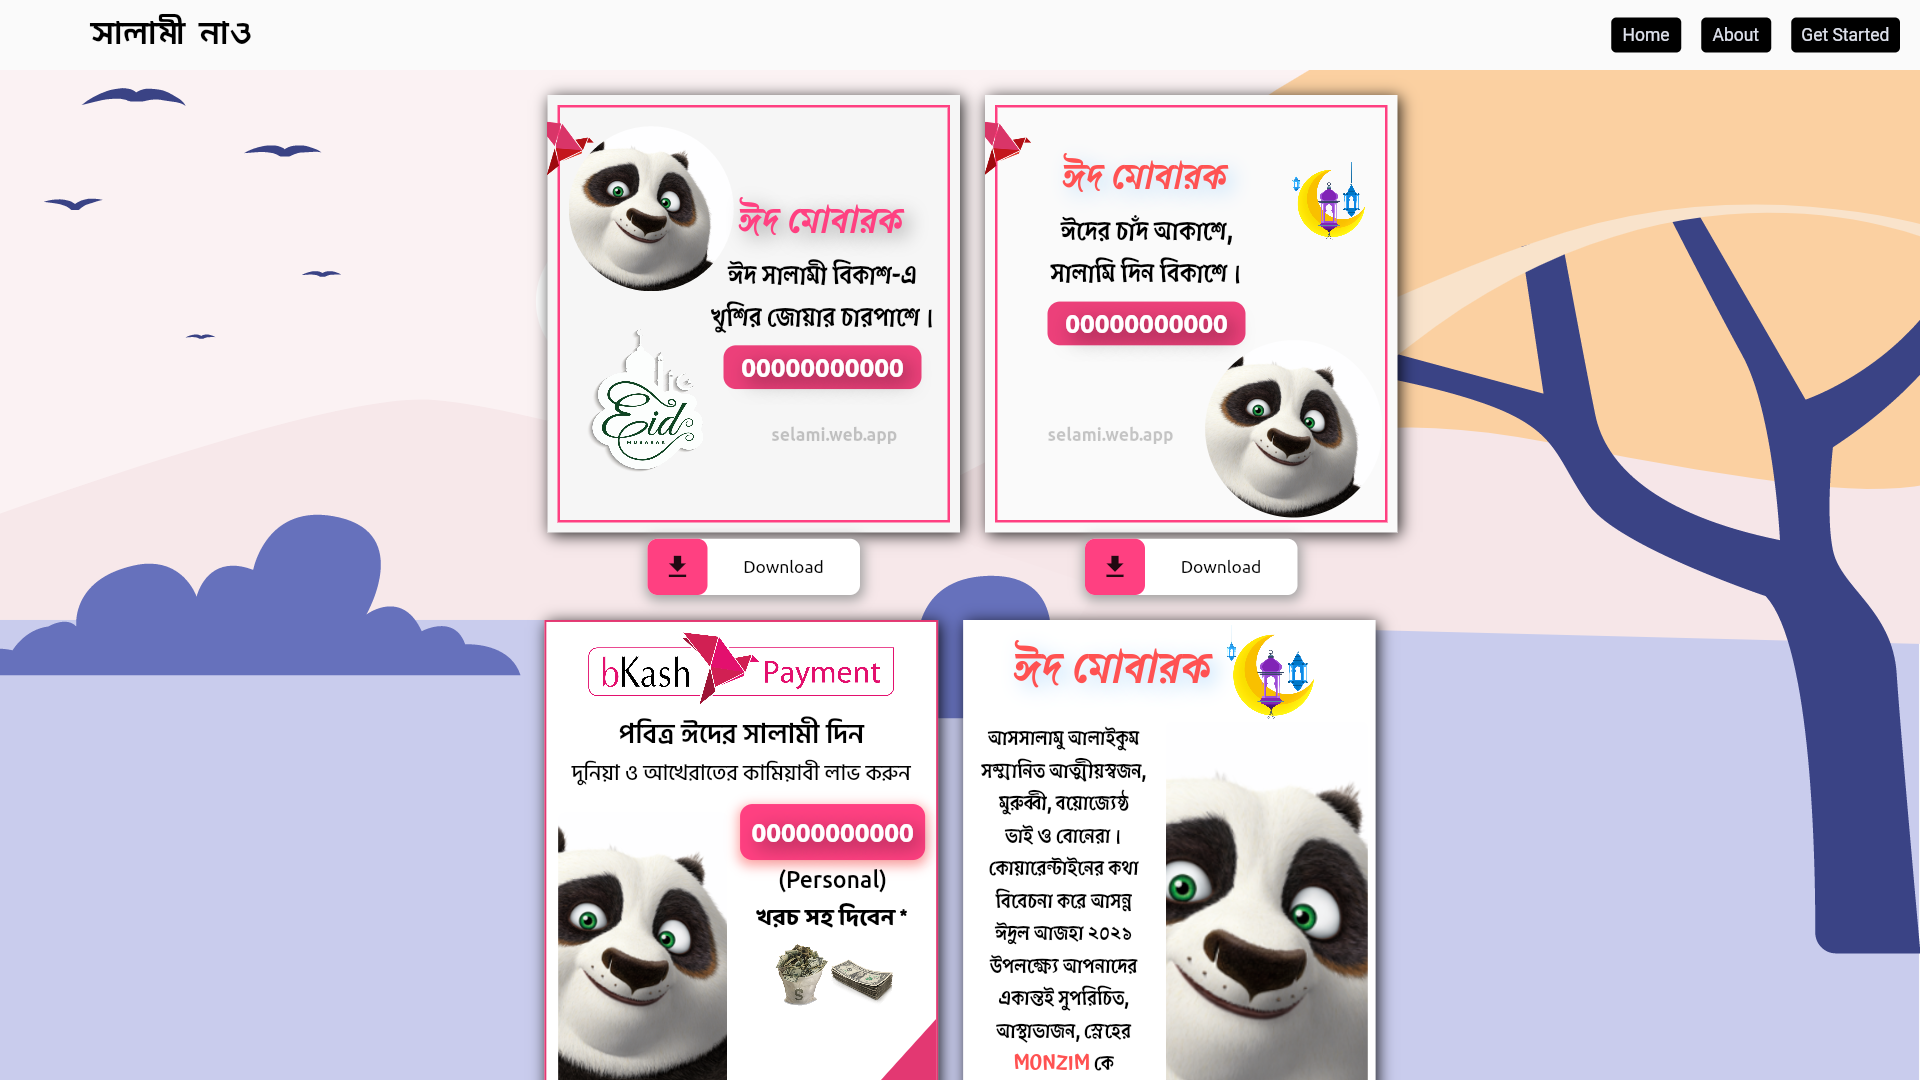 সালামী নাও
Home
About
Get Started
ঈদ মোবারক
ঈদ সালামী বিকাশ-এ
খুশির জোয়ার চারপাশে।
00000000000
Eid
MUBARAK
selami.web.app
Download
ঈদ মোবারক
ঈদের চাঁদ আকাশে,
সালামি দিন বিকাশে।
00000000000
selami.web.app
Download
bKash Payment
পবিত্র ঈদের সালামী দিন
দুনিয়া ও আখেরাতের কামিয়াবী লাভ করুন
00000000000
(Personal)
খরচ সহ দিবেন *
$
ঈদ মোবারক
আসসালামু আলাইকুম
সম্মানিত আত্মীয়স্বজন,
মুরুব্বী, বয়োজ্যেষ্ঠ
ভাই ও বোনেরা।
কোয়ারেন্টাইনের কথা
বিবেচনা করে আসন্ন
ঈদুল আজহা ২০২১
উপলক্ষ্যে আপনাদের
একান্তই সুপরিচিত,
আস্থাভাজন, স্নেহের
MONZIM কে